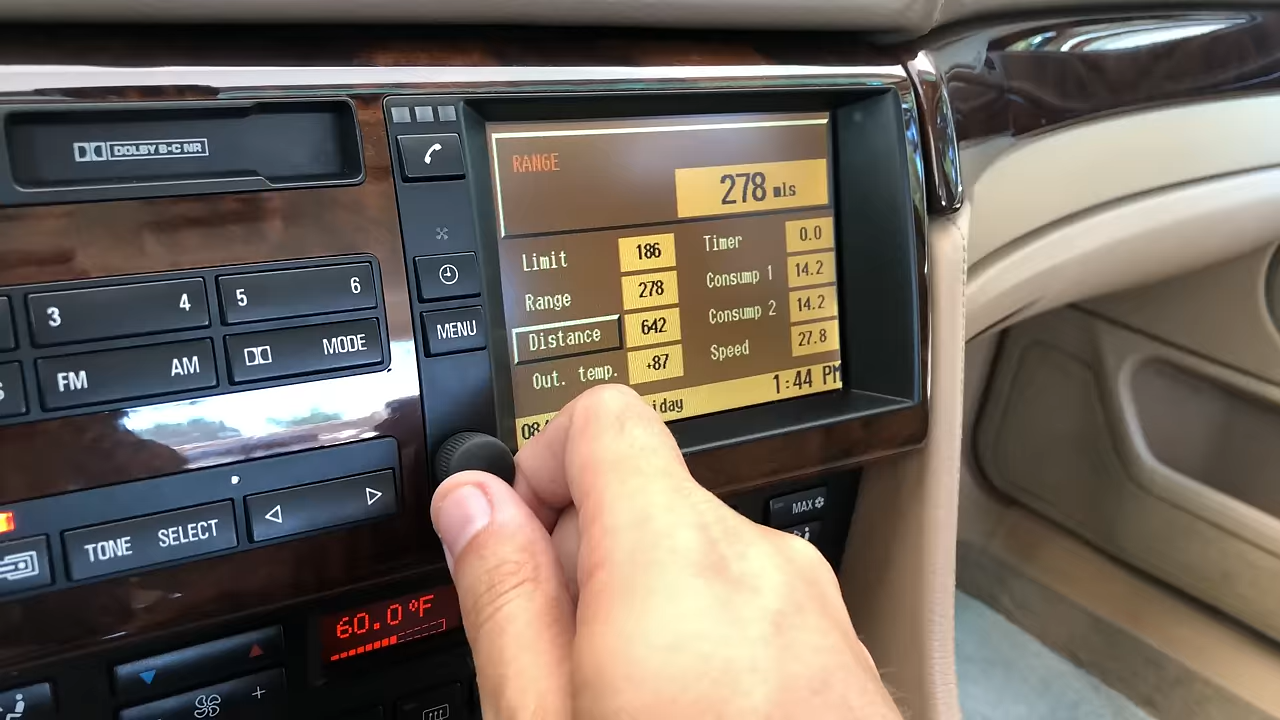 DOLBY B-C NR
RANGE
278 mls
Limit 186
Range 278
Distance 642
Out. temp. +87
Timer 0.0
Consump 1 14.2
Consump 2 14.2
Speed 27.8
1:44 PM
3 4
5 6
FM AM
MODE
MENU
TONE SELECT
MAX
60.0°F